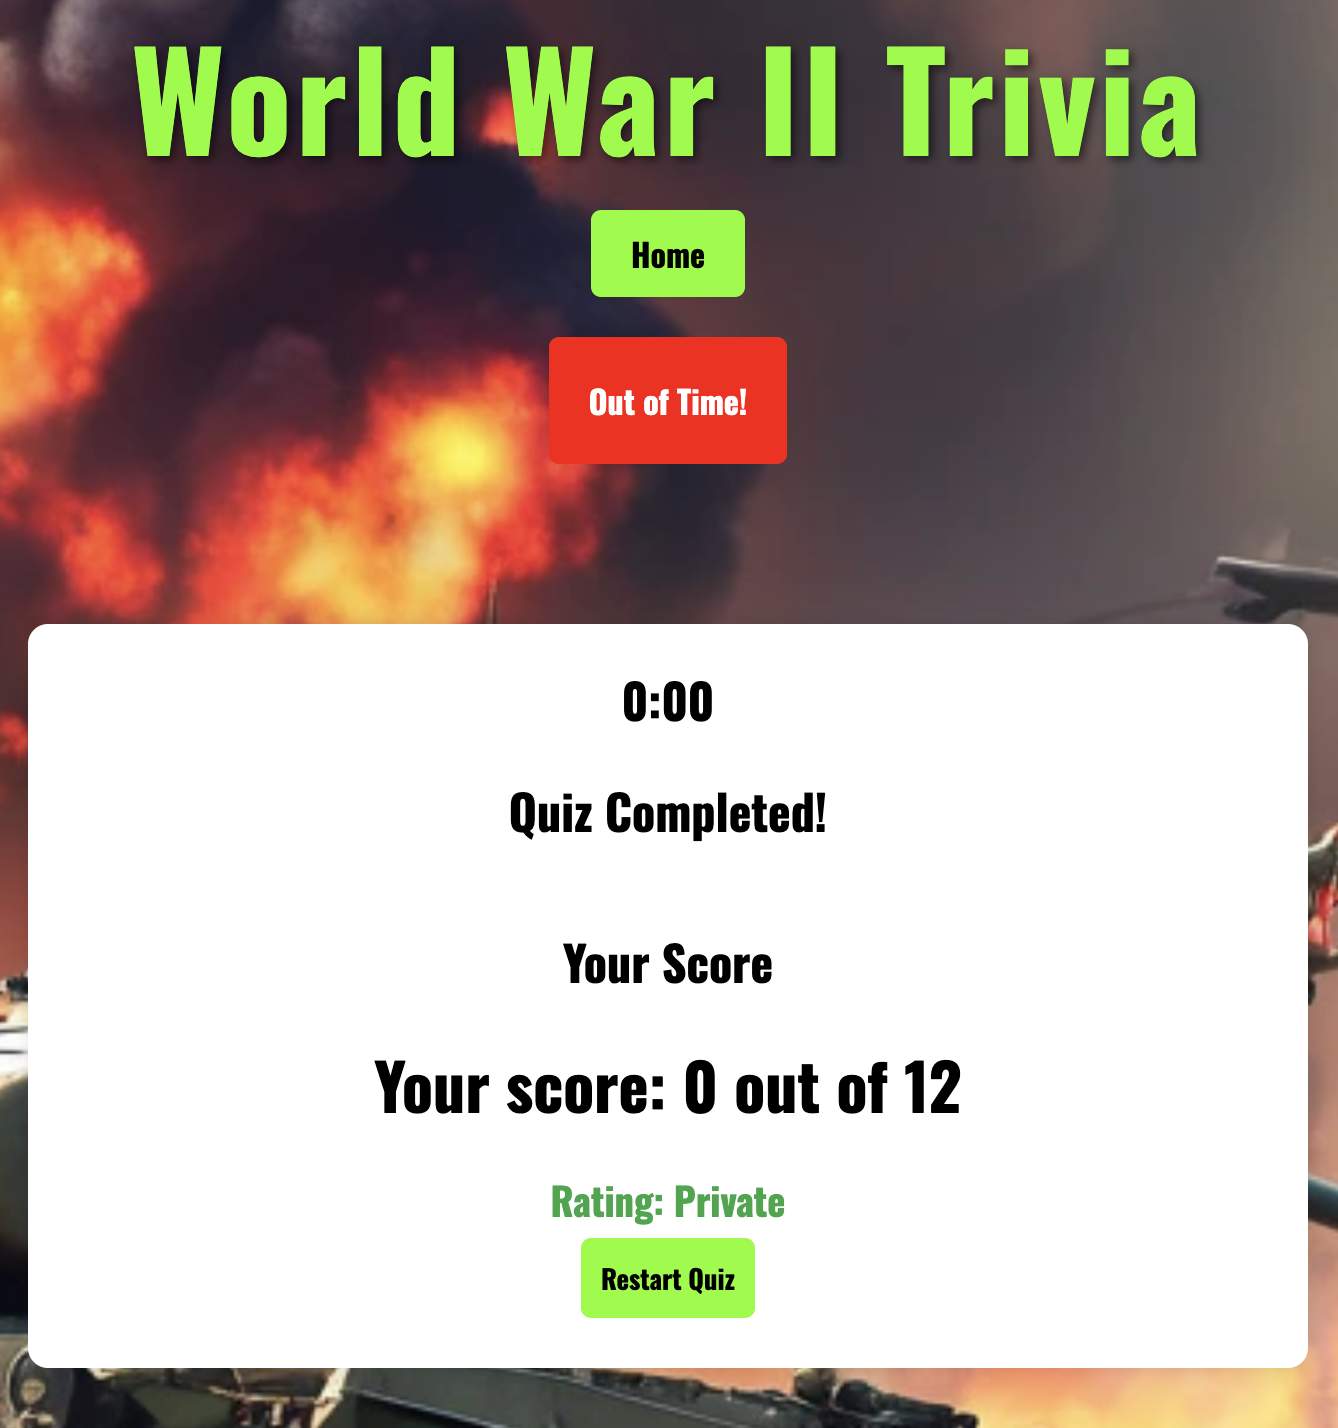 World War II Trivia
Home
Out of Time!
0:00
Quiz Completed!
Your Score
Your score: 0 out of 12
Rating: Private
Restart Quiz